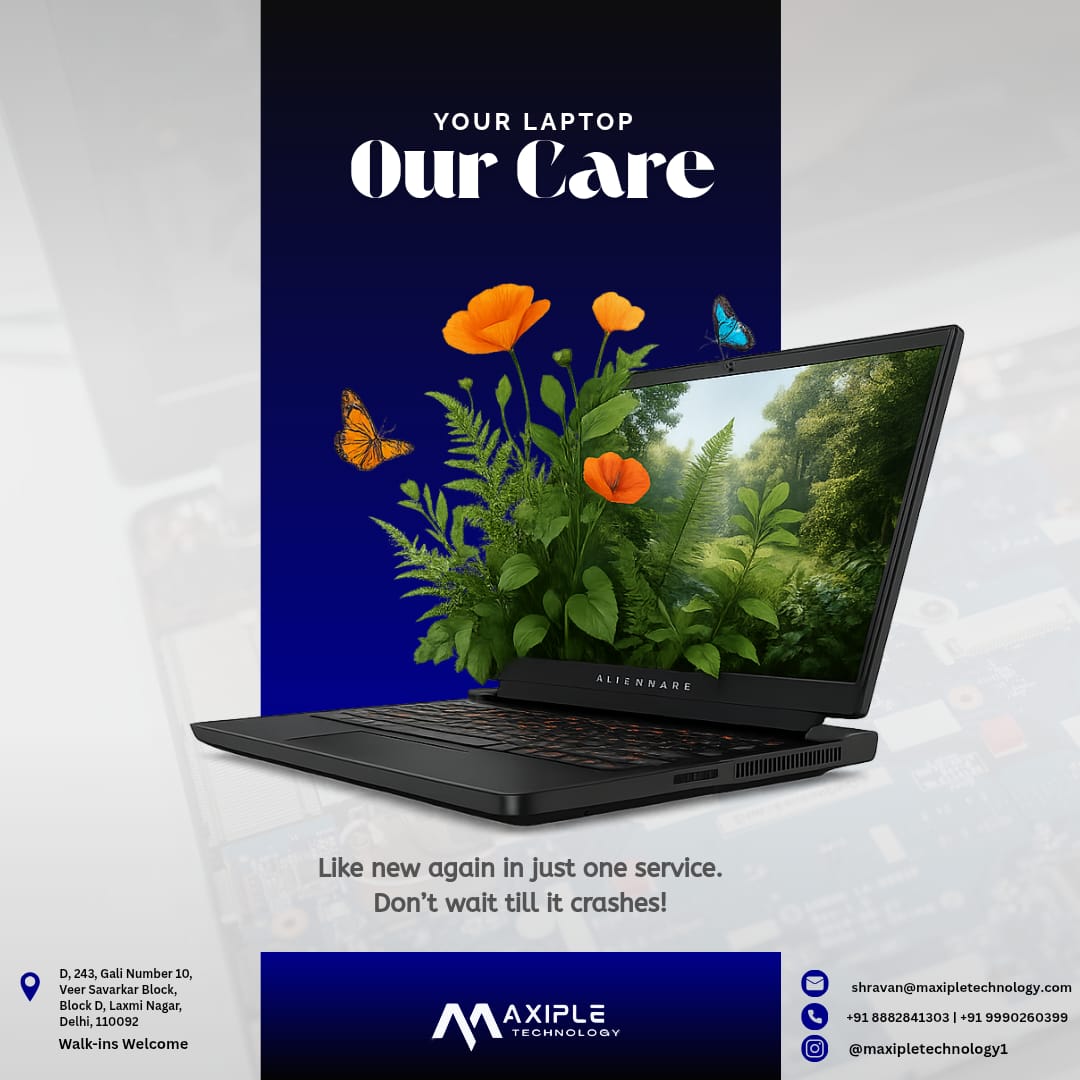 YOUR LAPTOP
Our Care
ALIENNARE
Like new again in just one service.
Don't wait till it crashes!
D, 243, Gali Number 10,
Veer Savarkar Block,
Block D, Laxmi Nagar,
Delhi, 110092
Walk-ins Welcome
MAXIPLE
TECHNOLOGY
shravan@maxipletechnology.com
+91 8882841303 | +91 9990260399
@maxipletechnology1